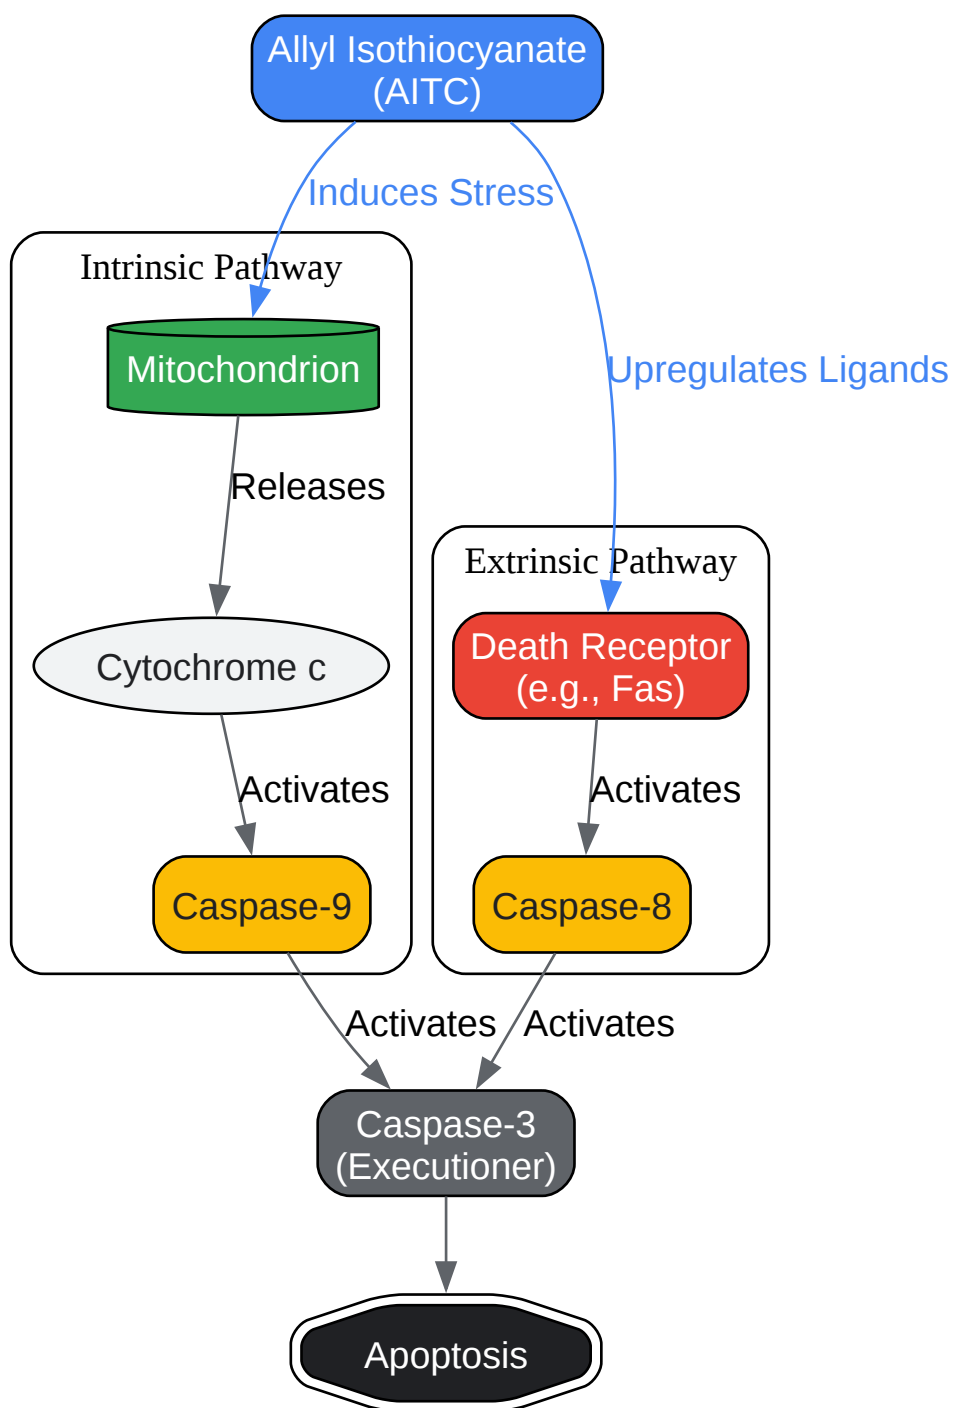 Allyl Isothiocyanate
(AITC)
Induces Stress
Intrinsic Pathway
Mitochondrion
Upregulates Ligands
Releases
Extrinsic Pathway
Cytochrome c
Death Receptor
(e.g., Fas)
Activates
Activates
Caspase-9
Caspase-8
Activates
Activates
Caspase-3
(Executioner)
Apoptosis